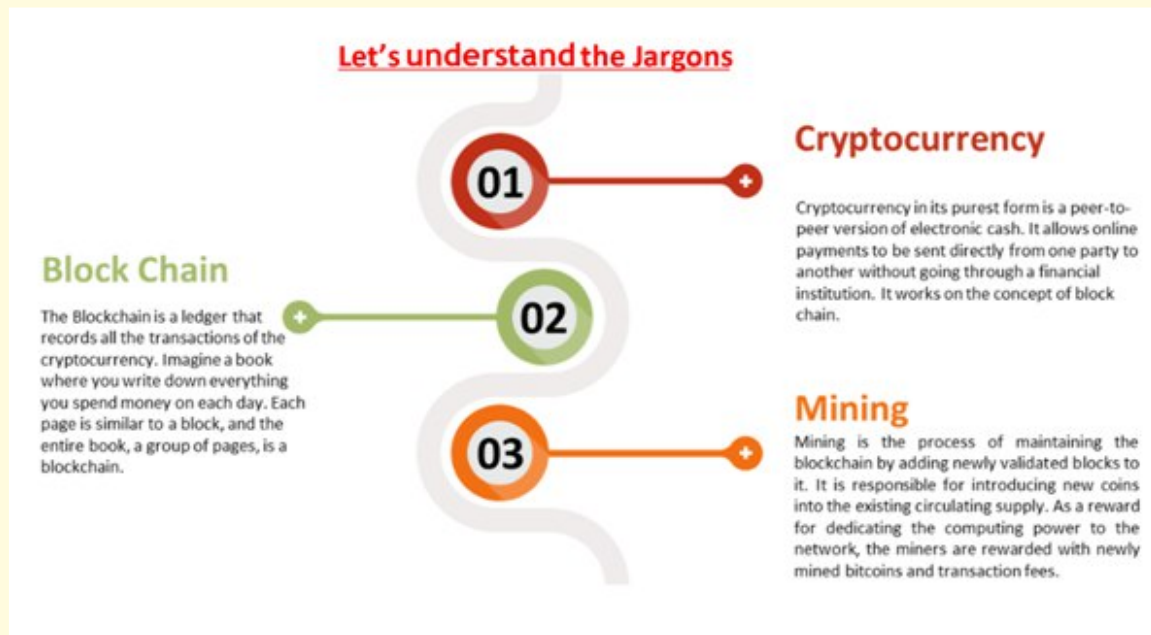 Let's understand the Jargons
01
Cryptocurrency
Cryptocurrency in its purest form is a peer-to-
peer version of electronic cash. It allows online
payments to be sent directly from one party to
another without going through a financial
institution. It works on the concept of block
chain.
02
Block Chain
The Blockchain is a ledger that
records all the transactions of the
cryptocurrency. Imagine a book
where you write down everything
you spend money on each day. Each
page is similar to a block, and the
entire book, a group of pages, is a
blockchain.
03
Mining
Mining is the process of maintaining the
blockchain by adding newly validated blocks to
it. It is responsible for introducing new coins
into the existing circulating supply. As a reward
for dedicating the computing power to the
network, the miners are rewarded with newly
mined bitcoins and transaction fees.